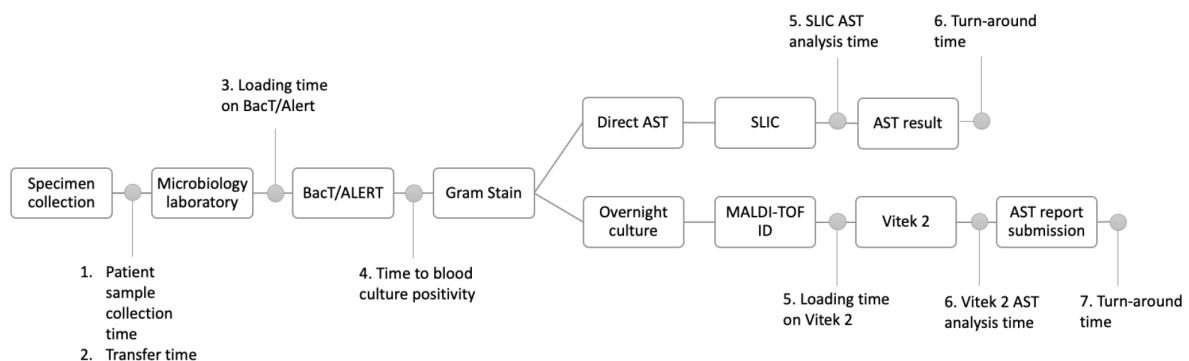 5. SLIC AST
analysis time
6. Turn-around
time
3. Loading time
on BacT/Alert
Direct AST
SLIC
AST result
Specimen
collection
Microbiology
laboratory
BacT/ALERT
Gram Stain
Overnight
culture
MALDI-TOF
ID
Vitek 2
AST report
submission
1. Patient
sample
collection
time
2. Transfer time
4. Time to blood
culture positivity
5. Loading time
on Vitek 2
6. Vitek 2 AST
analysis time
7. Turn-around
time